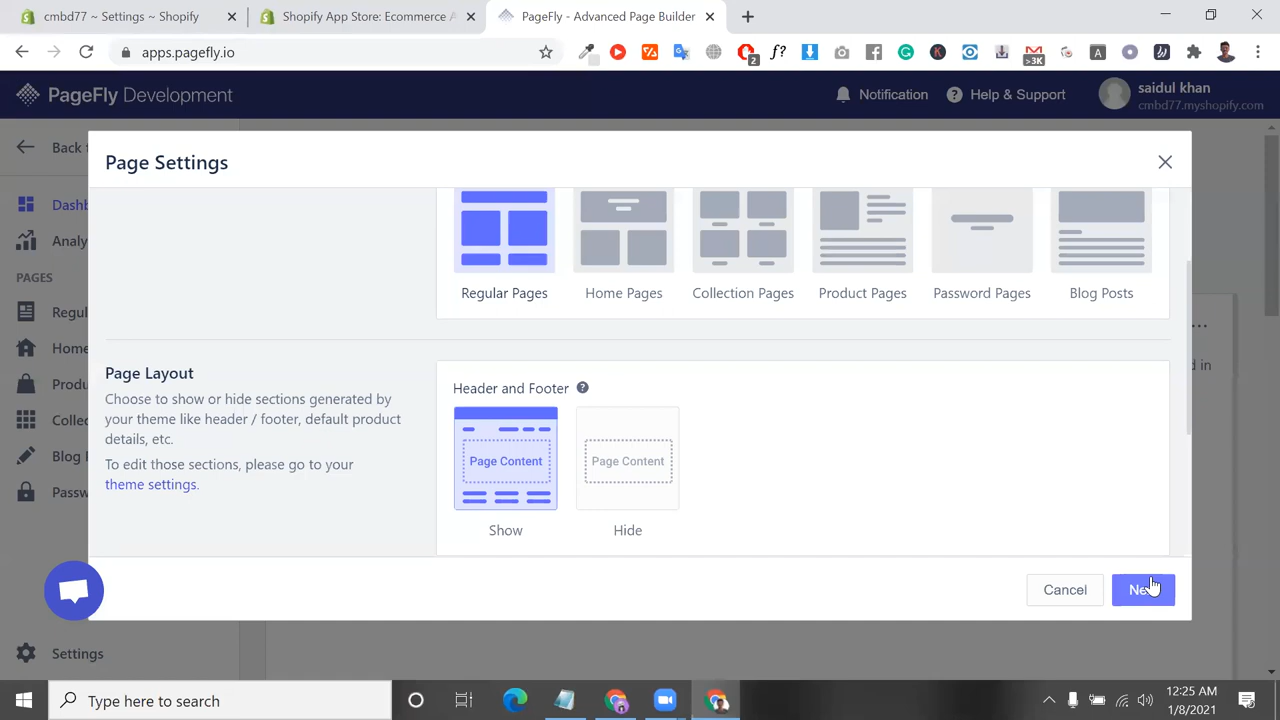 cmbd77 ~ Settings ~ Shopify
Shopify App Store: Ecommerce A
PageFly - Advanced Page Builder
apps.pagefly.io
2
f?
>3K
A
PageFly Development
Notification
Help & Support
saidul khan
cmbd77.myshopify.com
Back
Page Settings
Dashb
Analy
PAGES
Regul
Home
Produ
Collec
Blog
Passw
Settings
Regular Pages
Home Pages
Collection Pages
Product Pages
Password Pages
Blog Posts
Page Layout
Choose to show or hide sections generated by
your theme like header / footer, default product
details, etc.
To edit those sections, please go to your
theme settings.
Header and Footer
Page Content
Page Content
Show
Hide
d in
Cancel
Ne
Type here to search
12:25 AM
1/8/2021